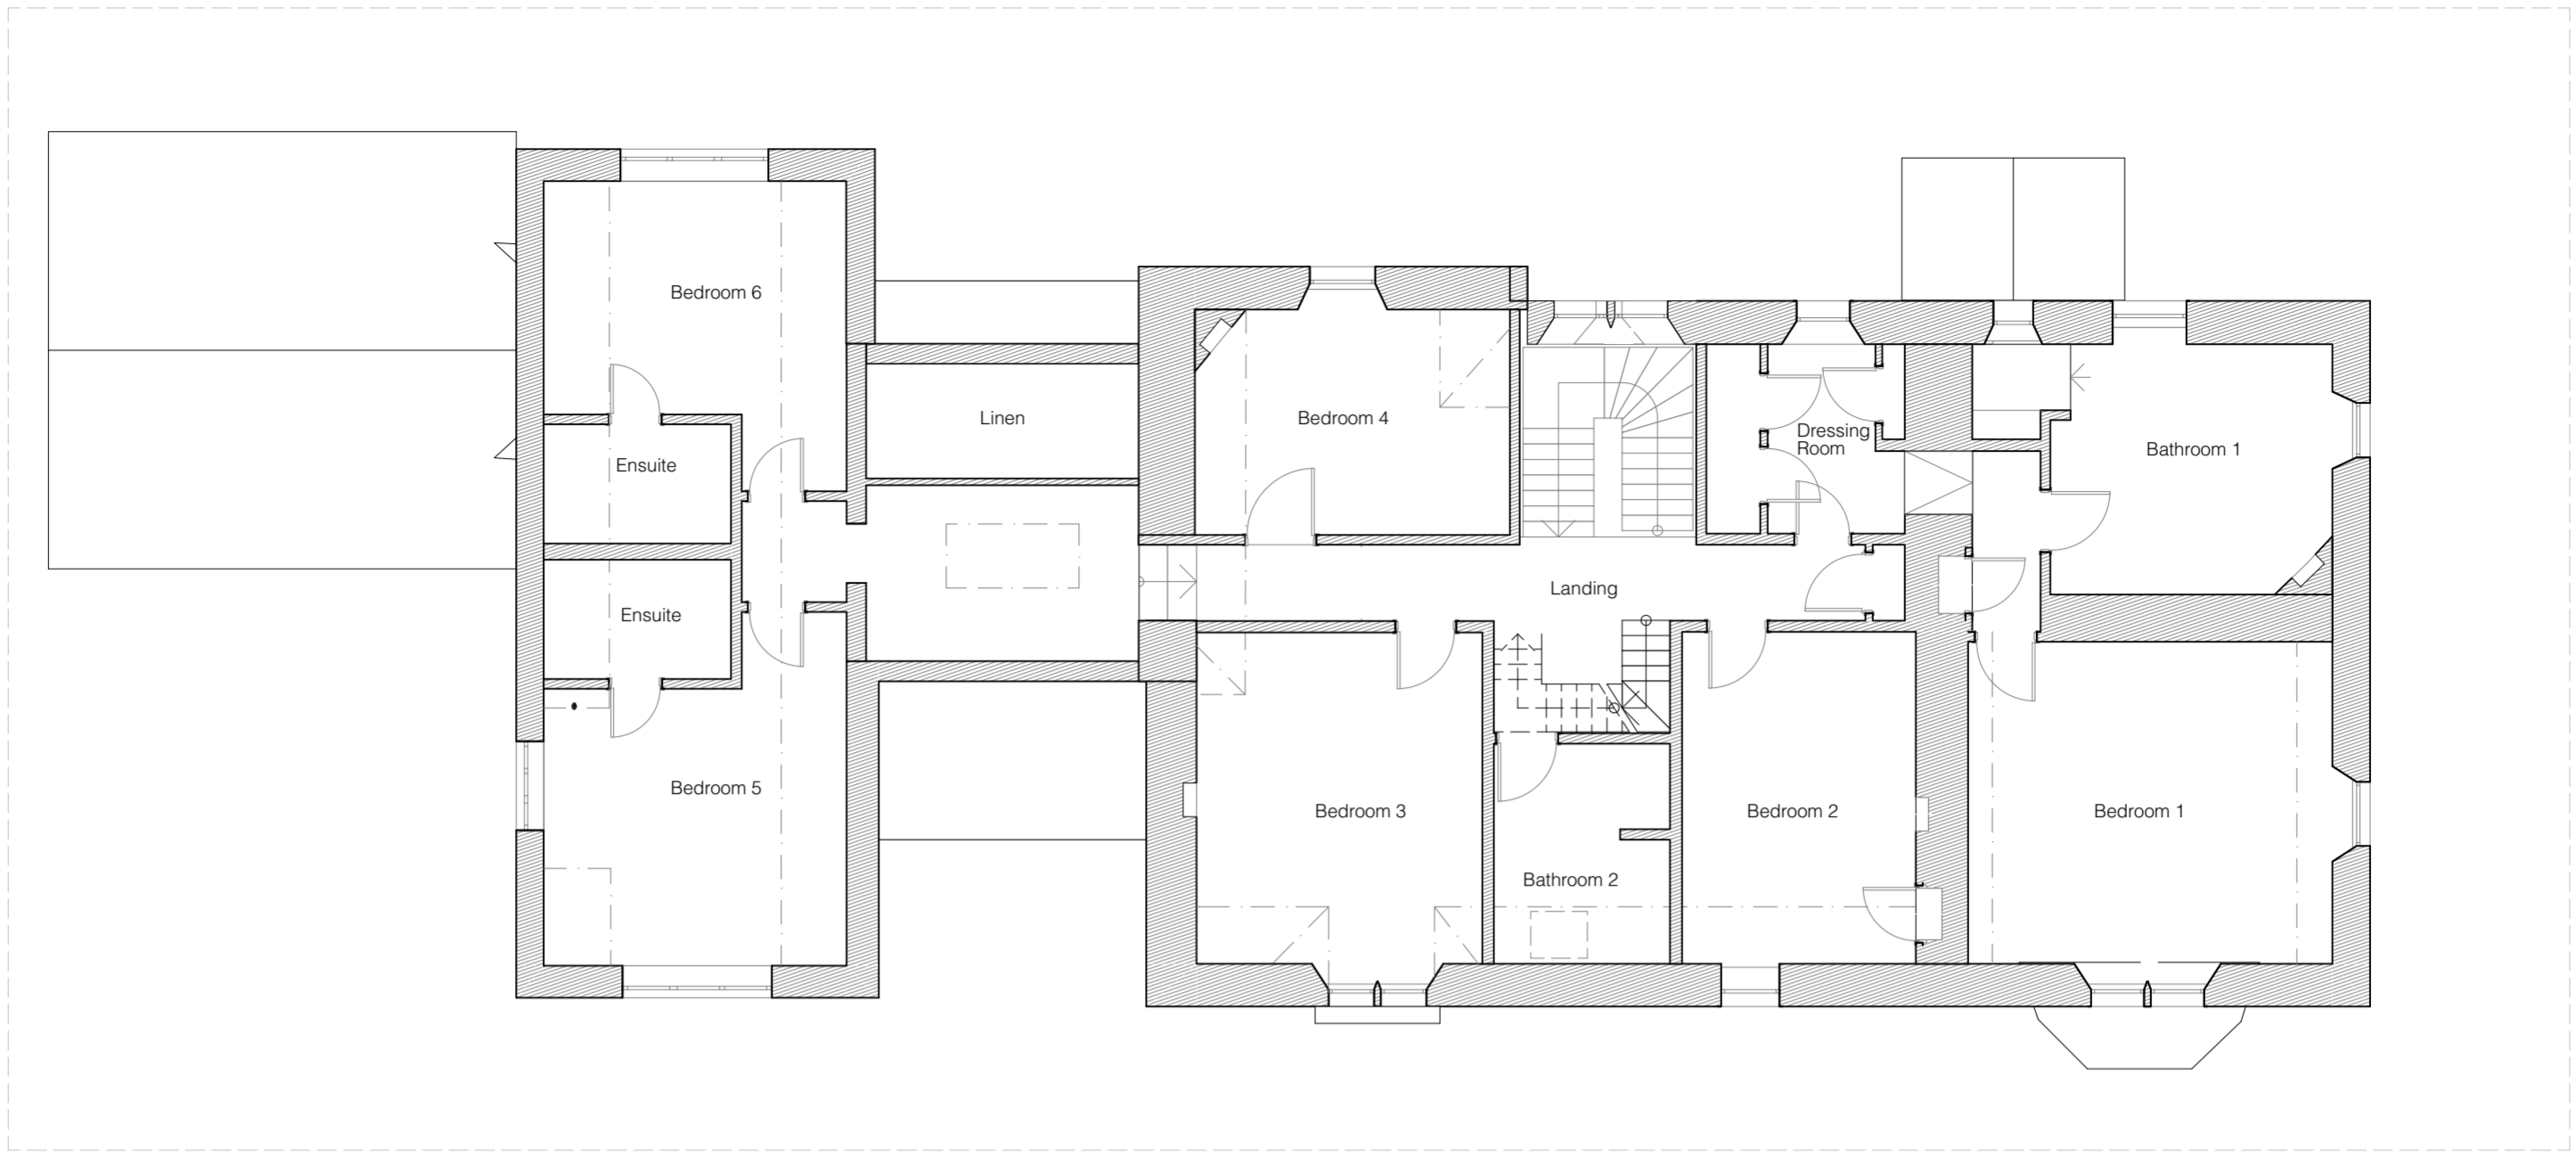 Bedroom 6
Linen
Bedroom 4
Dressing
Room
Bathroom 1
Ensuite
Landing
Ensuite
Bedroom 5
Bedroom 3
Bedroom 2
Bedroom 1
Bathroom 2